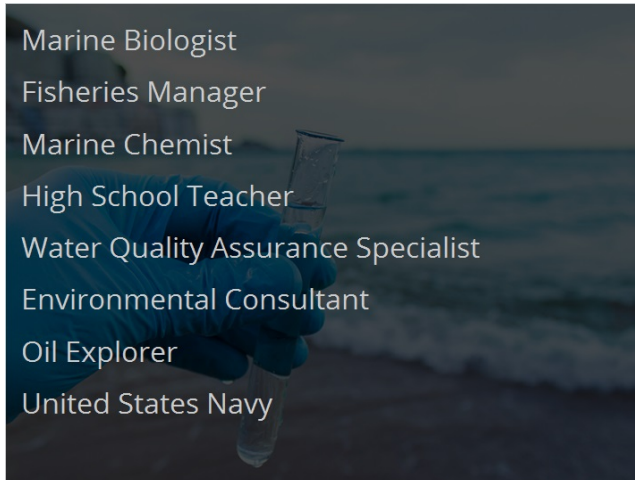 Marine Biologist
Fisheries Manager
Marine Chemist
High School Teacher
Water Quality Assurance Specialist
Environmental Consultant
Oil Explorer
United States Navy